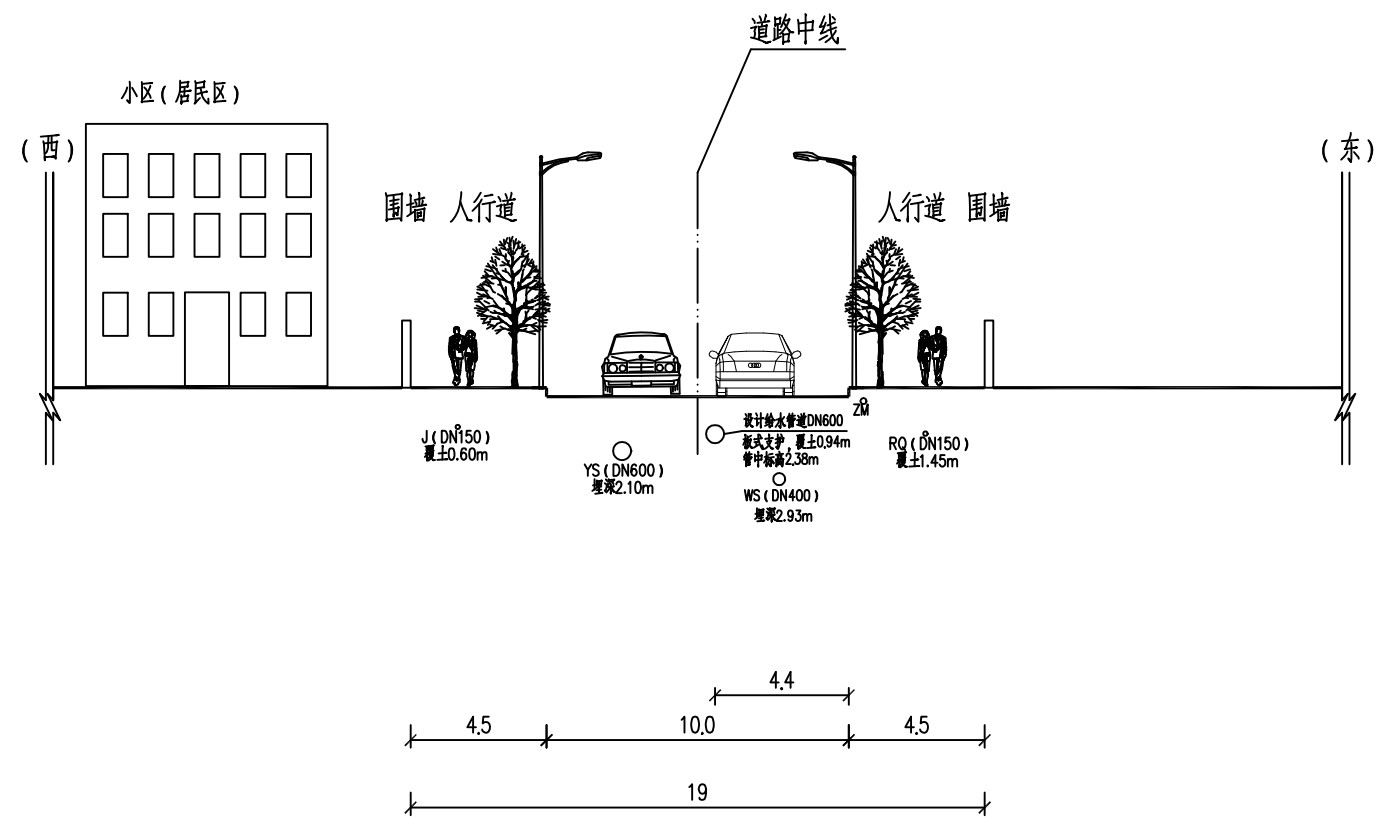 道路中线
小区(居民区)
(西)
(东)
围墙 人行道
人行道 围墙
ZM
设计给水管道DN600
板式支护，覆土0.94m
管中标高2.38m
J(DN150)
覆土0.60m
RQ(DN150)
覆土1.45m
YS(DN600)
埋深2.10m
WS(DN400)
埋深2.93m
4.4
4.5
10.0
4.5
19